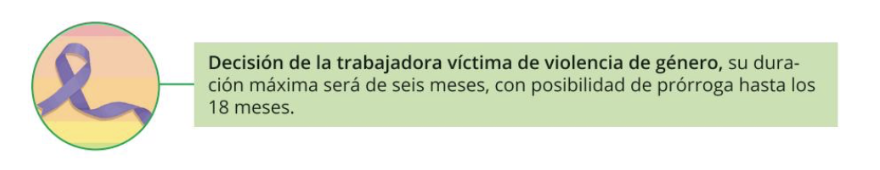 Decisión de la trabajadora víctima de violencia de género, su dura-
ción máxima será de seis meses, con posibilidad de prórroga hasta los
18 meses.